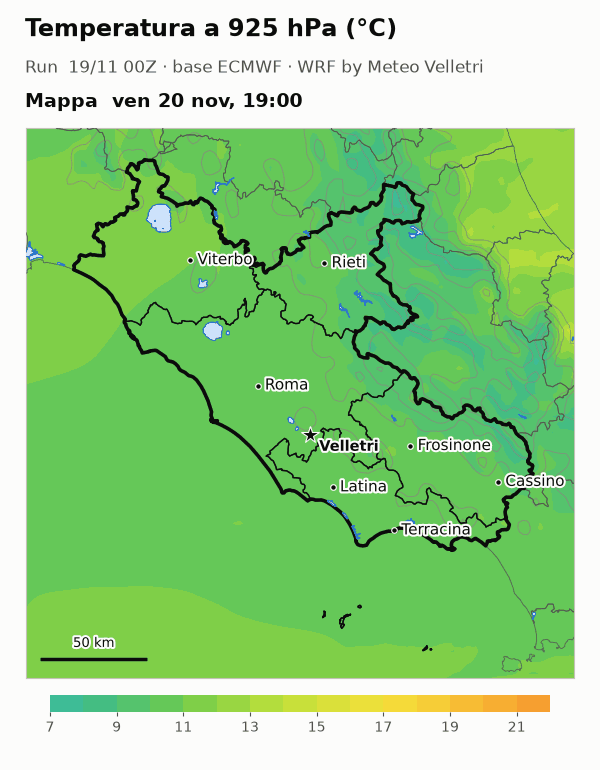 Temperatura a 925 hPa (°C)
Run  19/11 00Z · base ECMWF · WRF by Meteo Velletri
Mappa  ven 20 nov, 19:00
Viterbo
Rieti
Roma
Velletri
Frosinone
Latina
Cassino
Terracina
50 km
7 9 11 13 15 17 19 21